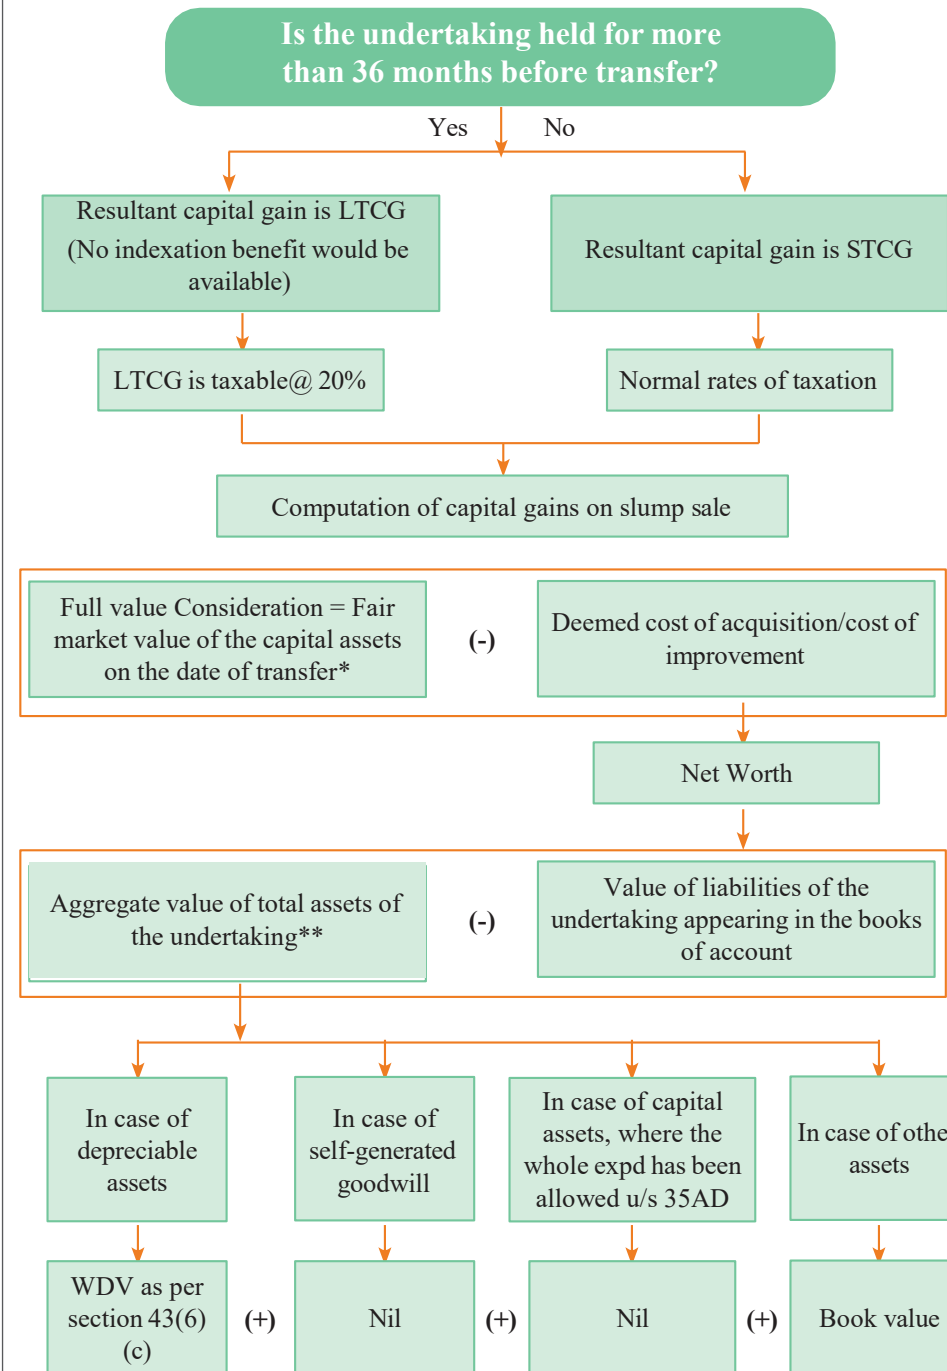 Is the undertaking held for more
than 36 months before transfer?
Yes
No
Resultant capital gain is LTCG
(No indexation benefit would be
available)
Resultant capital gain is STCG
LTCG is taxable@ 20%
Normal rates of taxation
Computation of capital gains on slump sale
Full value Consideration = Fair
market value of the capital assets
on the date of transfer*
(-)
Deemed cost of acquisition/cost of
improvement
Net Worth
Aggregate value of total assets of
the undertaking**
(-)
Value of liabilities of the
undertaking appearing in the books
of account
In case of
depreciable
assets
In case of
self-generated
goodwill
In case of capital
assets, where the
whole expd has been
allowed u/s 35AD
In case of othe
assets
WDV as per
section 43(6)
(c)
(+)
Nil
(+)
Nil
(+)
Book value